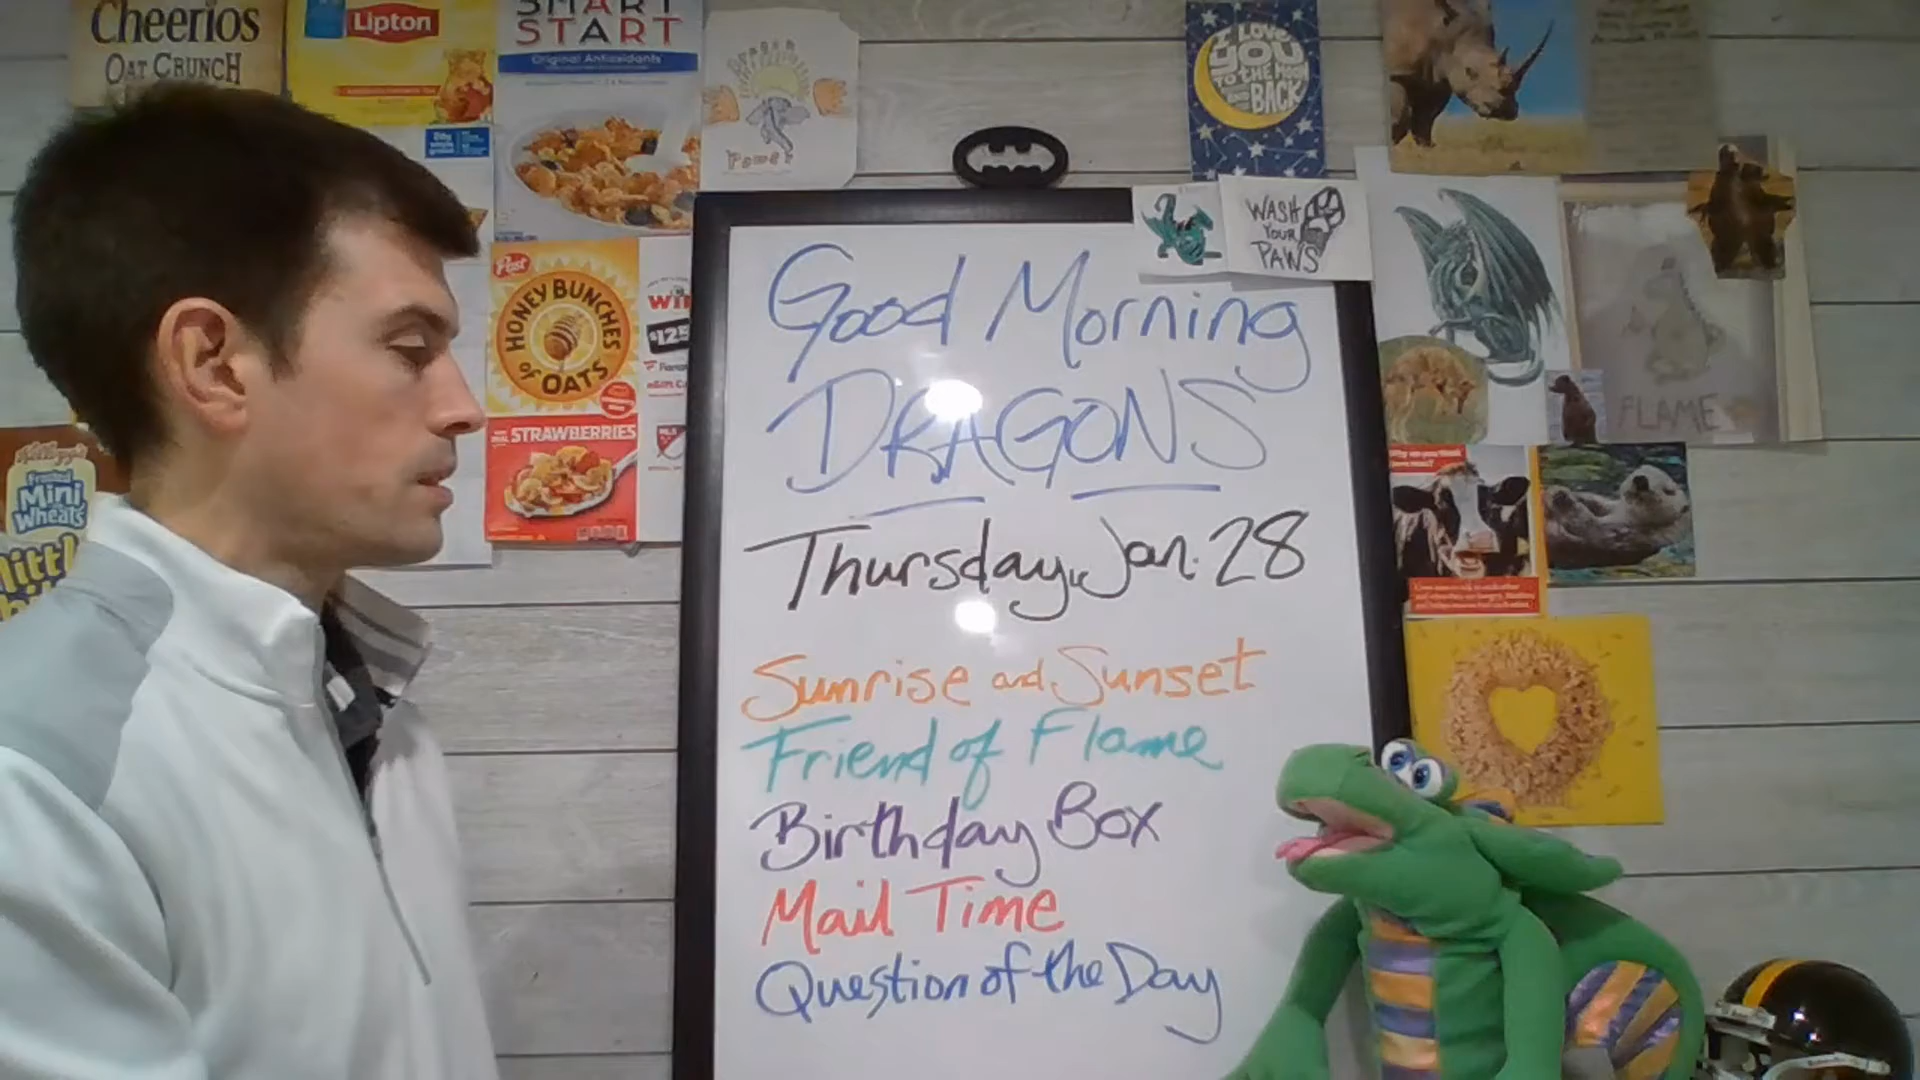 Cheerios
OAT CRUNCH
Lipton
SMART
START
Original Antioxidants
Power
I LOVE
YOU
TO THE MOON
AND
BACK
WASH
YOUR
PAWS
Post
HONEY BUNCHES
of OATS
STRAWBERRIES
Kellogg's
Frosted
Mini
Wheats
FLAME
Good Morning
DRAGONS
Thursday, Jan. 28
Sunrise and Sunset
Friend of Flame
Birthday Box
Mail Time
Question of the Day